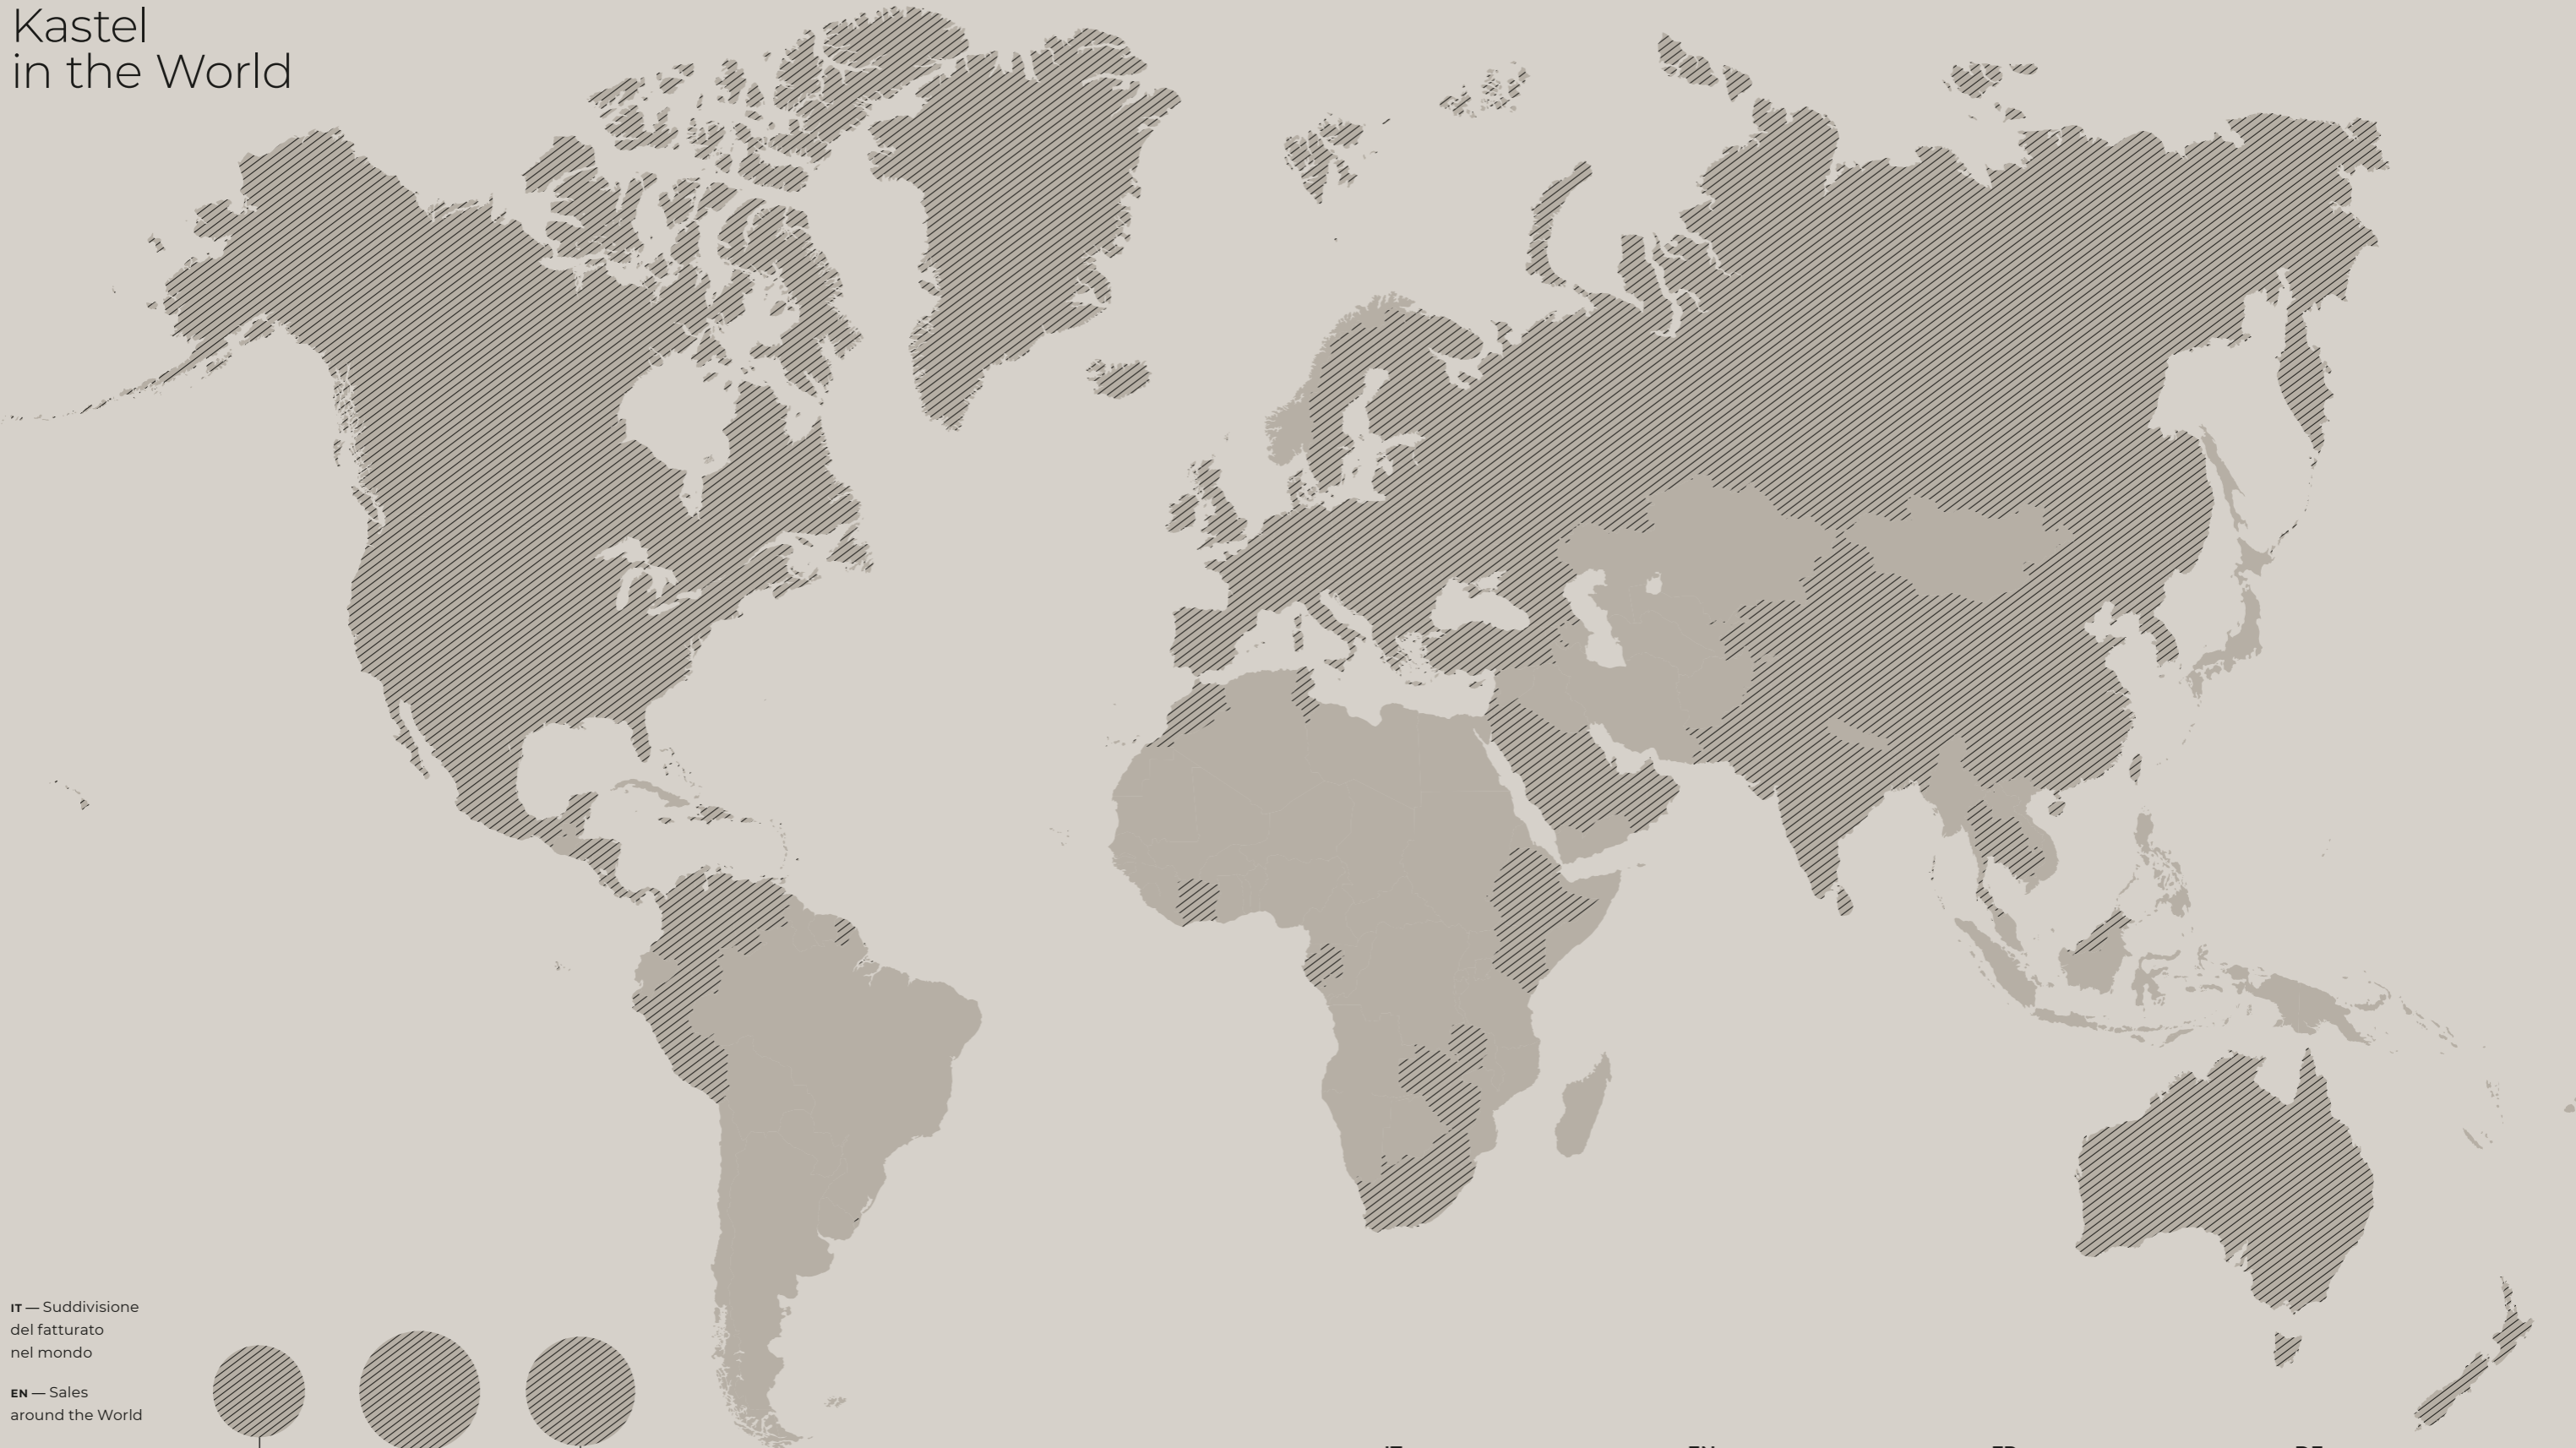 Kastel
in the World
IT — Suddivisione
del fatturato
nel mondo
EN — Sales
around the World